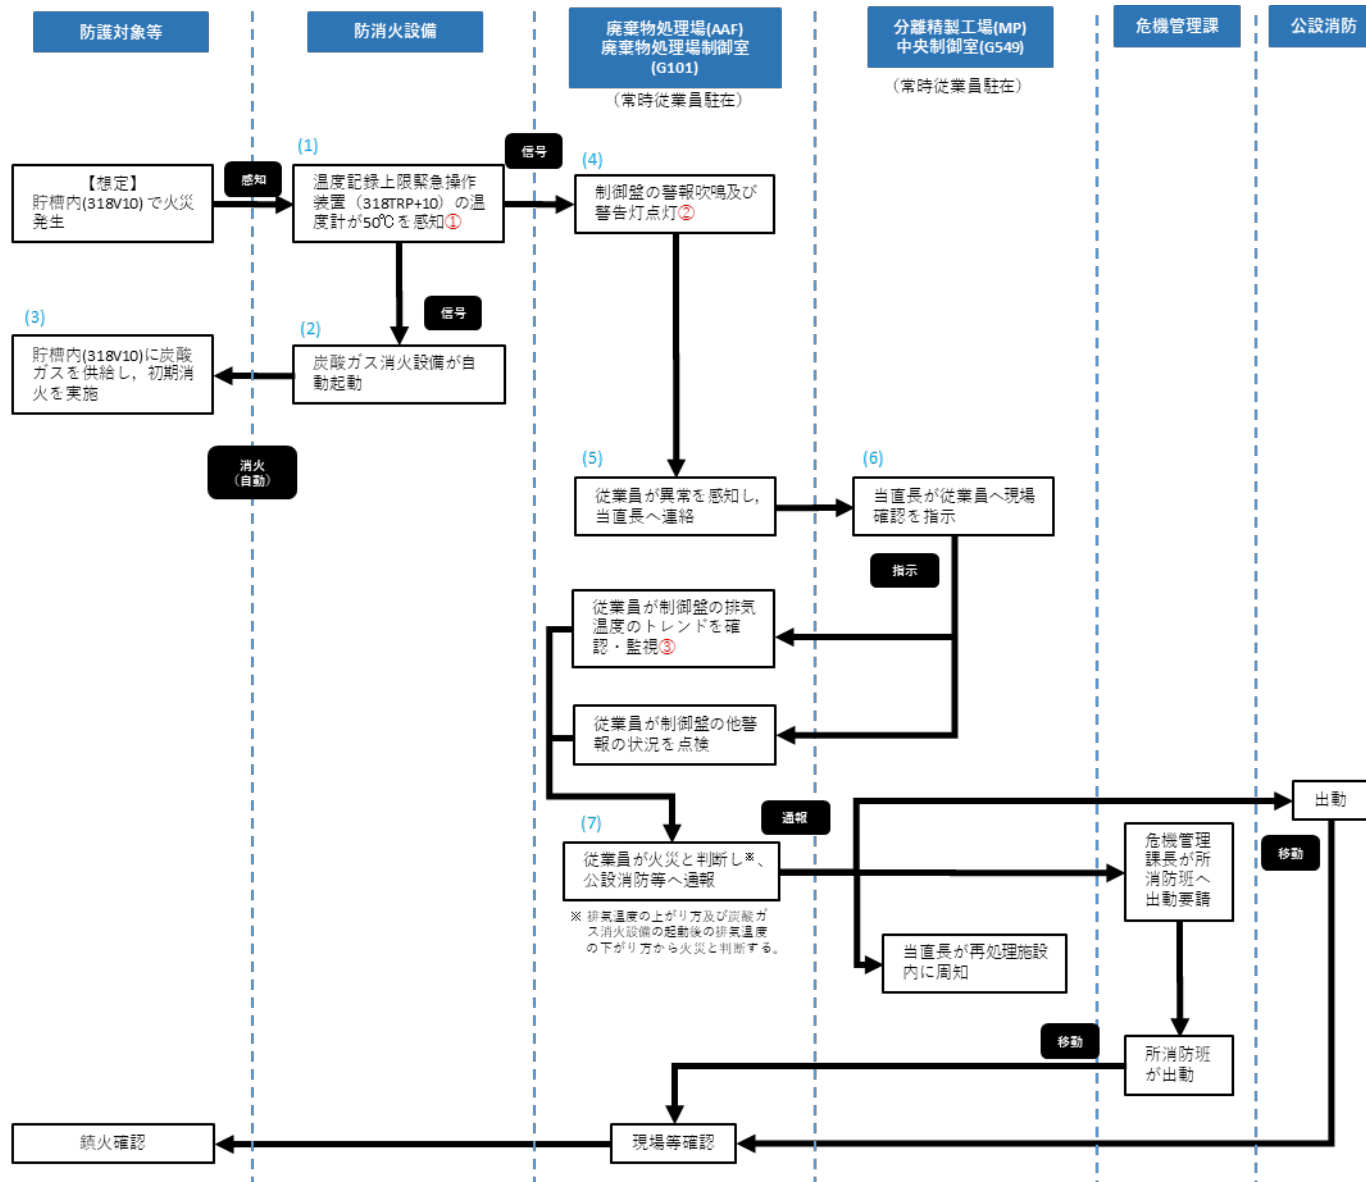 防護対象等
防消火設備
廃棄物処理場(AAF)
廃棄物処理場制御室
(G101)
(常時従業員駐在)
分離精製工場(MP)
中央制御室(G549)
(常時従業員駐在)
危機管理課
公設消防
【想定】
貯槽内(318V10) で火災
発生
感知
(1)
温度記録上限緊急操作
装置（318TRP+10）の温
度計が50℃を感知①
信号
(4)
制御盤の警報吹鳴及び
警告灯点灯②
信号
(3)
貯槽内(318V10)に炭酸
ガスを供給し，初期消
火を実施
(2)
炭酸ガス消火設備が自
動起動
消火
（自動）
(5)
従業員が異常を感知し，
当直長へ連絡
(6)
当直長が従業員へ現場
確認を指示
指示
従業員が制御盤の排気
温度のトレンドを確
認・監視③
従業員が制御盤の他警
報の状況を点検
(7)
従業員が火災と判断し※、
公設消防等へ通報
※ 排気温度の上がり方及び炭酸ガ
ス消火設備の起動後の排気温度
の下がり方から火災と判断する。
通報
出動
危機管理
課長が所
消防班へ
出動要請
移動
当直長が再処理施設
内に周知
移動
所消防班
が出動
鎮火確認
現場等確認